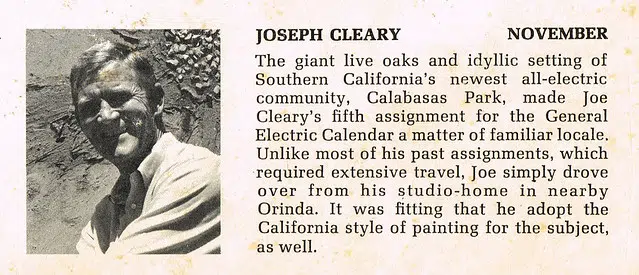 JOSEPH CLEARY NOVEMBER
The giant live oaks and idyllic setting of
Southern California's newest all-electric
community, Calabasas Park, made Joe
Cleary's fifth assignment for the General
Electric Calendar a matter of familiar locale.
Unlike most of his past assignments, which
required extensive travel, Joe simply drove
over from his studio-home in nearby
Orinda. It was fitting that he adopt the
California style of painting for the subject,
as well.